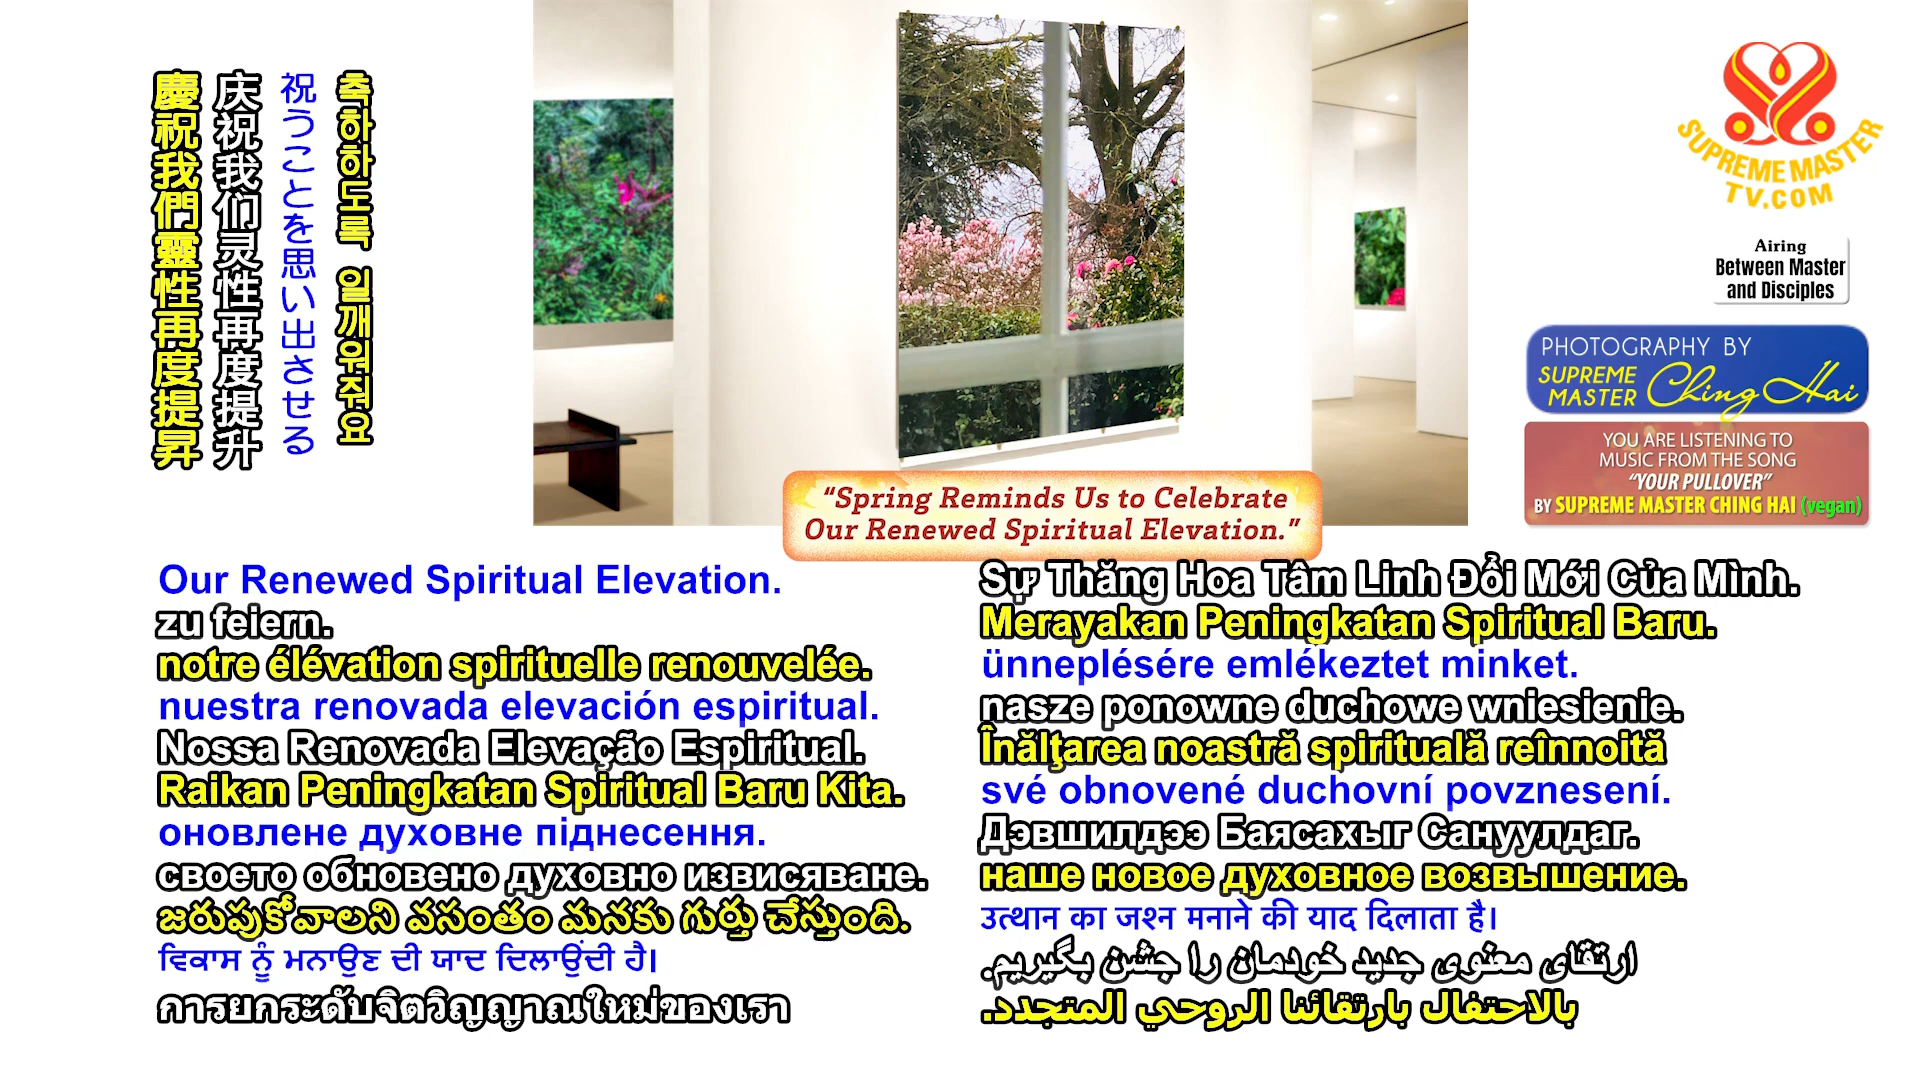 慶祝我們靈性再度提昇
庆祝我们灵性再度提升
祝うことを思い出させる
축하하도록 일깨워줘요
SUPREME MASTER
TV.COM
Airing
Between Master
and Disciples
PHOTOGRAPHY BY
SUPREME
MASTER Ching Hai
YOU ARE LISTENING TO
MUSIC FROM THE SONG
"YOUR PULLOVER"
BY SUPREME MASTER CHING HAI (vegan)
"Spring Reminds Us to Celebrate
Our Renewed Spiritual Elevation."
Our Renewed Spiritual Elevation.
zu feiern.
notre élévation spirituelle renouvelée.
nuestra renovada elevación espiritual.
Nossa Renovada Elevação Espiritual.
Raikan Peningkatan Spiritual Baru Kita.
оновлене духовне піднесення.
своето обновено духовно извисяване.
జరుపుకోవాలని వసంతం మనకు గుర్తు చేస్తుంది.
ਵਿਕਾਸ ਨੂੰ ਮਨਾਉਣ ਦੀ ਯਾਦ ਦਿਲਾਉਂਦੀ ਹੈ।
การยกระดับจิตวิญญาณใหม่ของเรา
Sự Thăng Hoa Tâm Linh Đổi Mới Của Mình.
Merayakan Peningkatan Spiritual Baru.
ünneplésére emlékeztet minket.
nasze ponowne duchowe wniesienie.
Înălţarea noastră spirituală reînnoită
své obnovené duchovní povznesení.
Дэвшилдээ Баясахыг Сануулдаг.
наше новое духовное возвышение.
उत्थान का जश्न मनाने की याद दिलाता है।
ارتقای معنوی جدید خودمان را جشن بگیریم.
بالاحتفال بارتقائنا الروحي المتجدد.